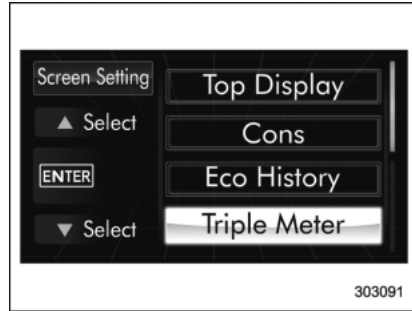 Screen Setting
▲ Select
ENTER
▼ Select
Top Display
Cons
Eco History
Triple Meter
303091